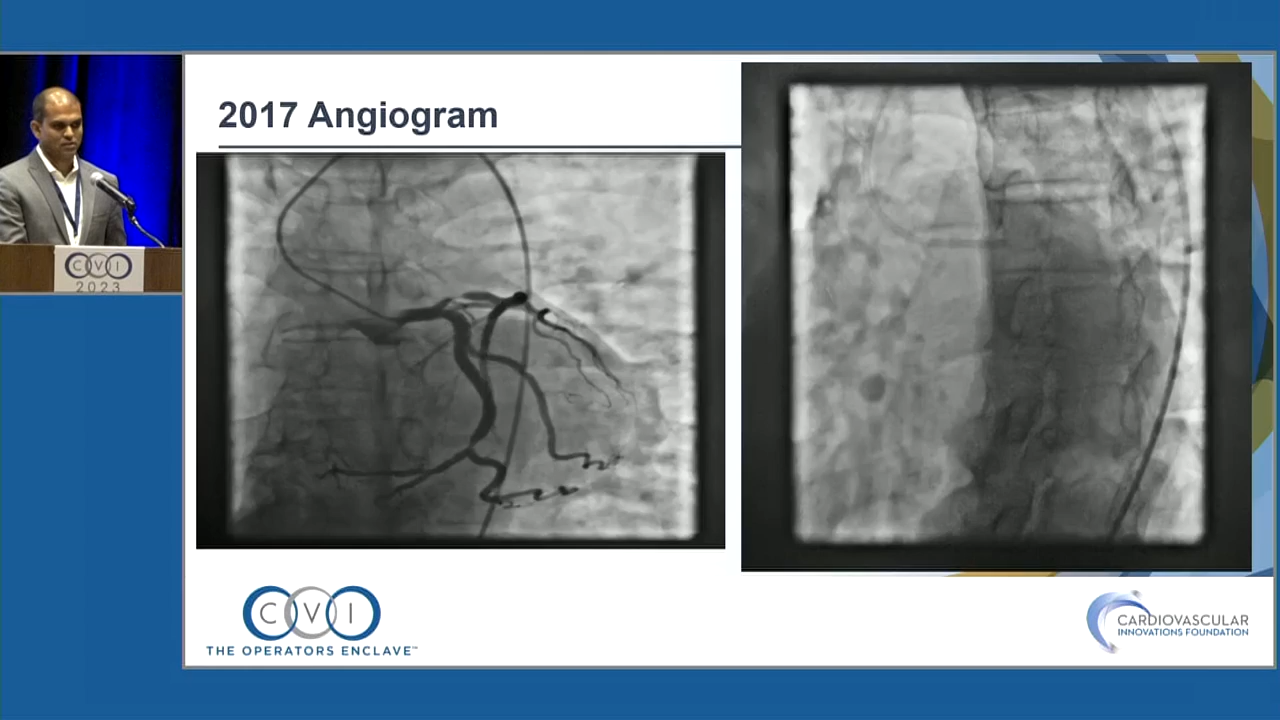 2017 Angiogram
CVI
2023
CVI
THE OPERATORS ENCLAVE™
CARDIOVASCULAR
INNOVATIONS FOUNDATION